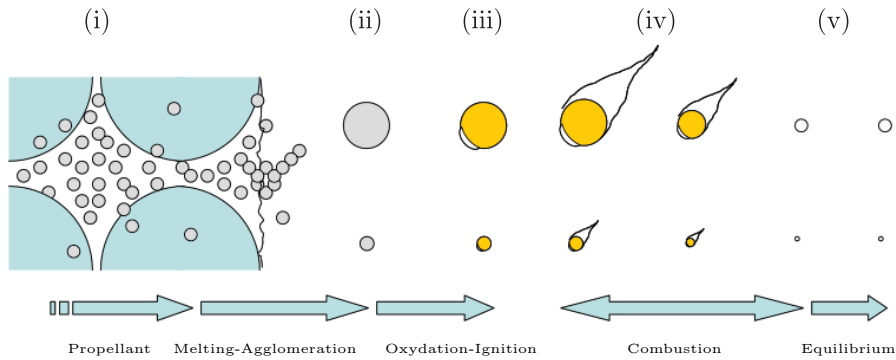 (i) (ii) (iii) (iv) (v)
Propellant Melting-Agglomeration Oxydation-Ignition Combustion Equilibrium